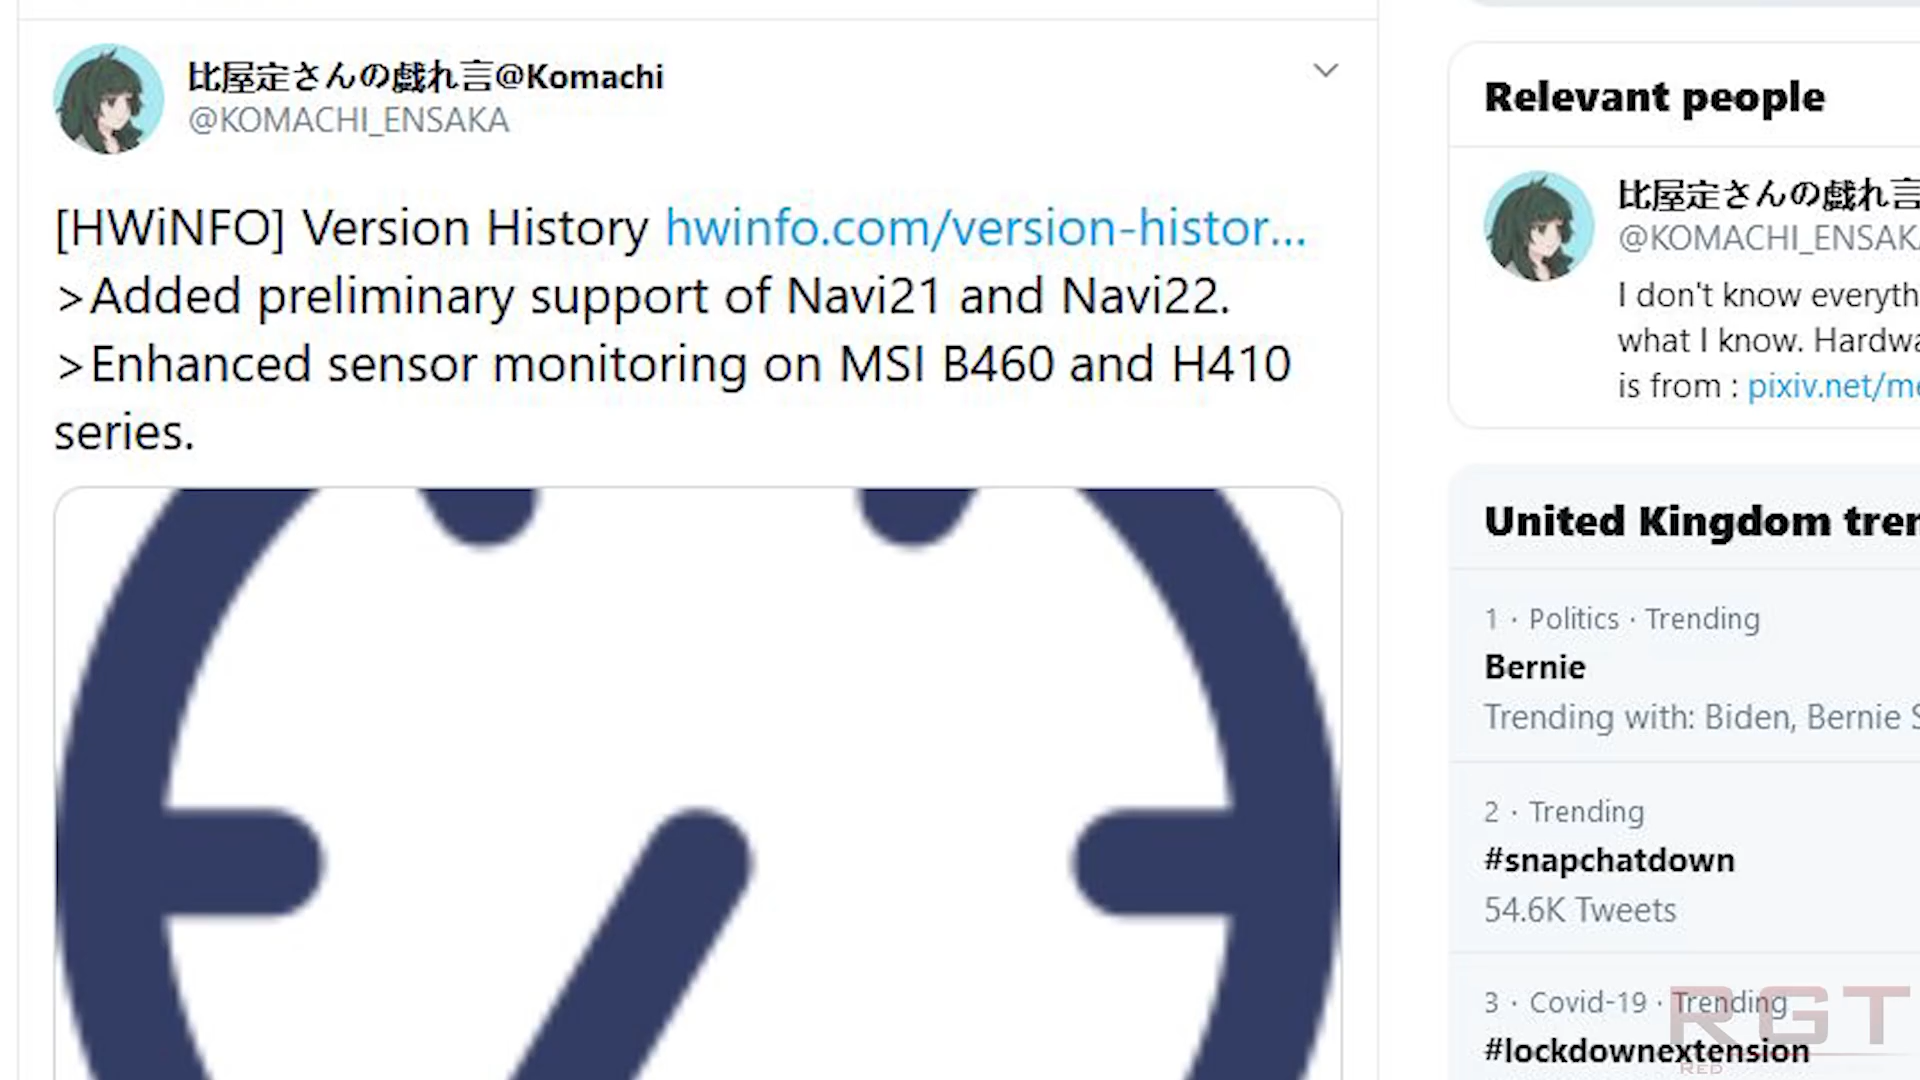 比屋定さんの戯れ言@Komachi
@KOMACHI_ENSAKA
[HWiNFO] Version History hwinfo.com/version-histor...
>Added preliminary support of Navi21 and Navi22.
>Enhanced sensor monitoring on MSI B460 and H410
series.
Relevant people
比屋定さんの戯れ言
@KOMACHI_ENSAKA
I don't know everyth
what I know. Hardwa
is from : pixiv.net/me
United Kingdom tren
1 · Politics · Trending
Bernie
Trending with: Biden, Bernie S
2 · Trending
#snapchatdown
54.6K Tweets
3 · Covid-19 · Trending
#lockdownextension
RGT
RED